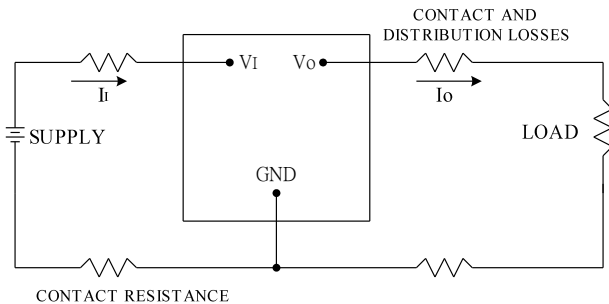 CONTACT AND
DISTRIBUTION LOSSES
VI
VO
II
IO
SUPPLY
LOAD
GND
CONTACT RESISTANCE